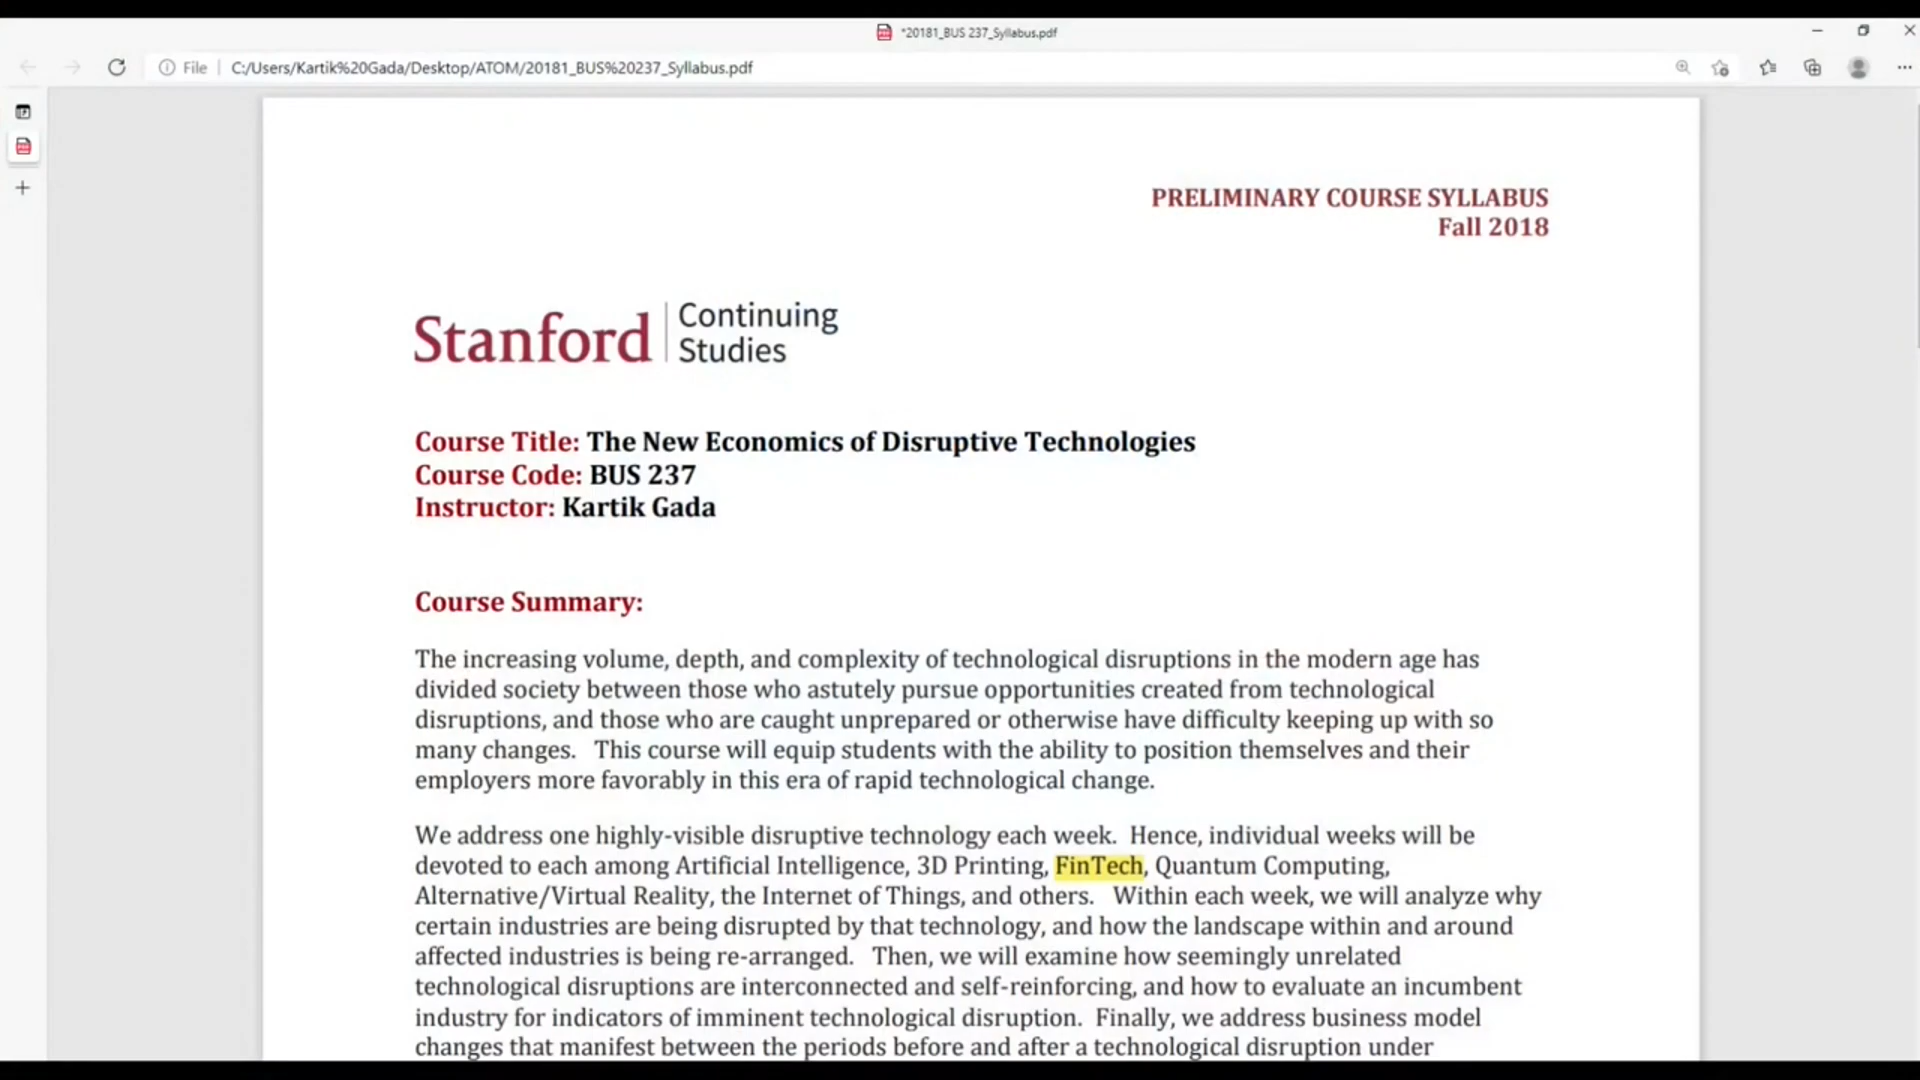 *20181_BUS 237_Syllabus.pdf
File C:/Users/Kartik%20Gada/Desktop/ATOM/20181_BUS%20237_Syllabus.pdf
PRELIMINARY COURSE SYLLABUS
Fall 2018
Stanford
Continuing
Studies
Course Title: The New Economics of Disruptive Technologies
Course Code: BUS 237
Instructor: Kartik Gada
Course Summary:
The increasing volume, depth, and complexity of technological disruptions in the modern age has
divided society between those who astutely pursue opportunities created from technological
disruptions, and those who are caught unprepared or otherwise have difficulty keeping up with so
many changes. This course will equip students with the ability to position themselves and their
employers more favorably in this era of rapid technological change.
We address one highly-visible disruptive technology each week. Hence, individual weeks will be
devoted to each among Artificial Intelligence, 3D Printing, FinTech, Quantum Computing,
Alternative/Virtual Reality, the Internet of Things, and others. Within each week, we will analyze why
certain industries are being disrupted by that technology, and how the landscape within and around
affected industries is being re-arranged. Then, we will examine how seemingly unrelated
technological disruptions are interconnected and self-reinforcing, and how to evaluate an incumbent
industry for indicators of imminent technological disruption. Finally, we address business model
changes that manifest between the periods before and after a technological disruption under